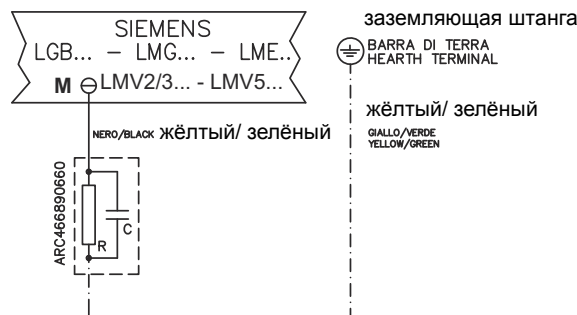 SIEMENS
LGB... – LMG... – LME..
M LMV2/3... - LMV5...
NERO/BLACK жёлтый/ зелёный
ARC466890660
R
C
заземляющая штанга
BARRA DI TERRA
HEARTH TERMINAL
жёлтый/ зелёный
GIALLO/VERDE
YELLOW/GREEN